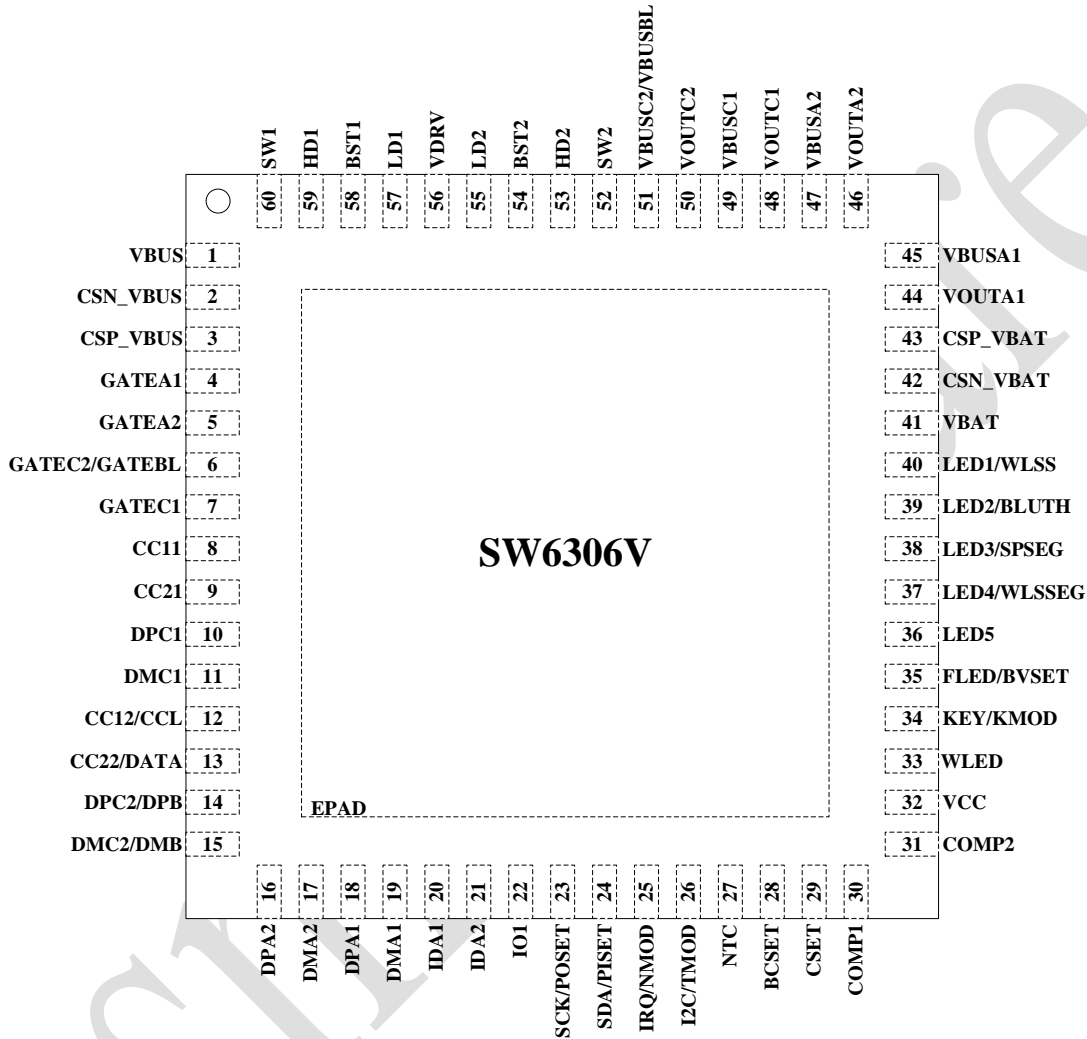 SW1
HD1
BST1
LD1
VDRV
LD2
BST2
HD2
SW2
VBUSC2/VBUSBL
VOUTC2
VBUSC1
VOUTC1
VBUSA2
VOUTA2
60
59
58
57
56
55
54
53
52
51
50
49
48
47
46
VBUS 1
CSN_VBUS 2
CSP_VBUS 3
GATEA1 4
GATEA2 5
GATEC2/GATEBL 6
GATEC1 7
CC11 8
CC21 9
DPC1 10
DMC1 11
CC12/CCL 12
CC22/DATA 13
DPC2/DPB 14
DMC2/DMB 15
45 VBUSA1
44 VOUTA1
43 CSP_VBAT
42 CSN_VBAT
41 VBAT
40 LED1/WLSS
39 LED2/BLUTH
38 LED3/SPSEG
37 LED4/WLSSEG
36 LED5
35 FLED/BVSET
34 KEY/KMOD
33 WLED
32 VCC
31 COMP2
SW6306V
EPAD
16
17
18
19
20
21
22
23
24
25
26
27
28
29
30
DPA2
DMA2
DPA1
DMA1
IDA1
IDA2
IO1
SCK/POSET
SDA/PISET
IRQ/NMOD
I2C/TMOD
NTC
BCSET
CSET
COMP1